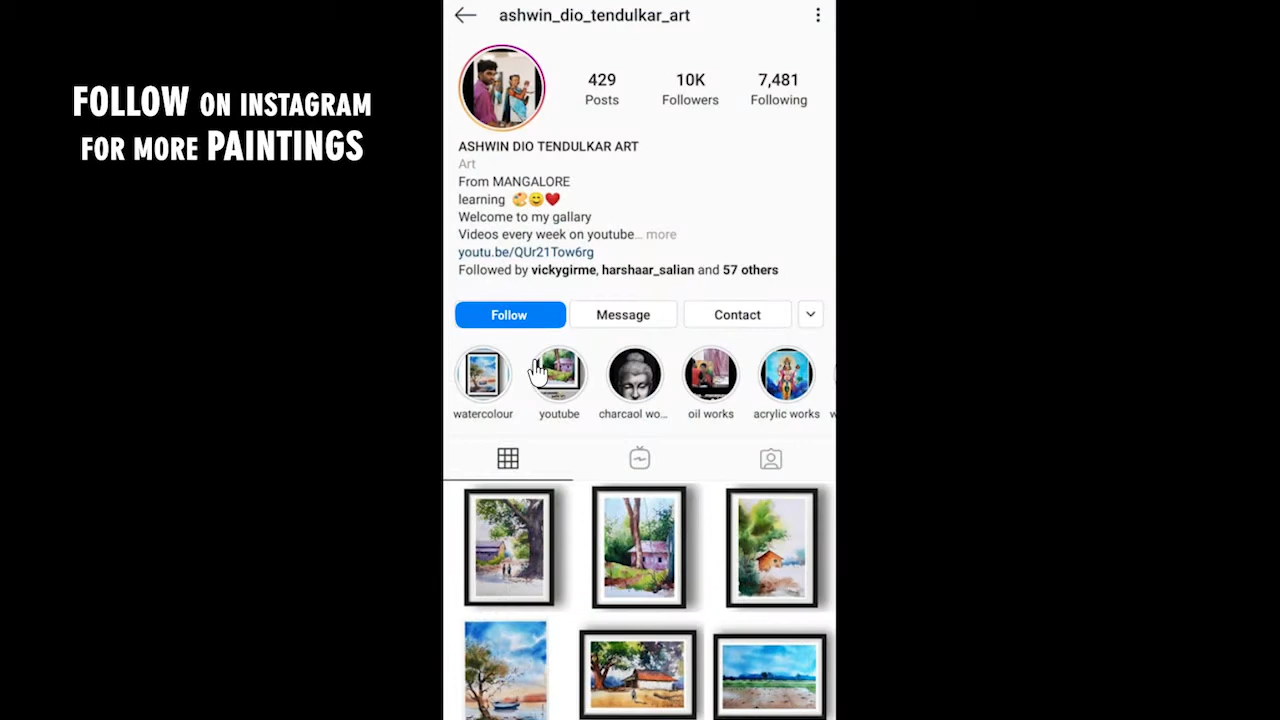 FOLLOW ON INSTAGRAM
FOR MORE PAINTINGS
ashwin_dio_tendulkar_art
429 10K 7,481
Posts Followers Following
ASHWIN DIO TENDULKAR ART
Art
From MANGALORE
learning 🎨😊❤️
Welcome to my gallary
Videos every week on youtube... more
youtu.be/QUr21Tow6rg
Followed by vickygirme, harshaar_salian and 57 others
Follow Message Contact
watercolour youtube charcaol wo... oil works acrylic works w